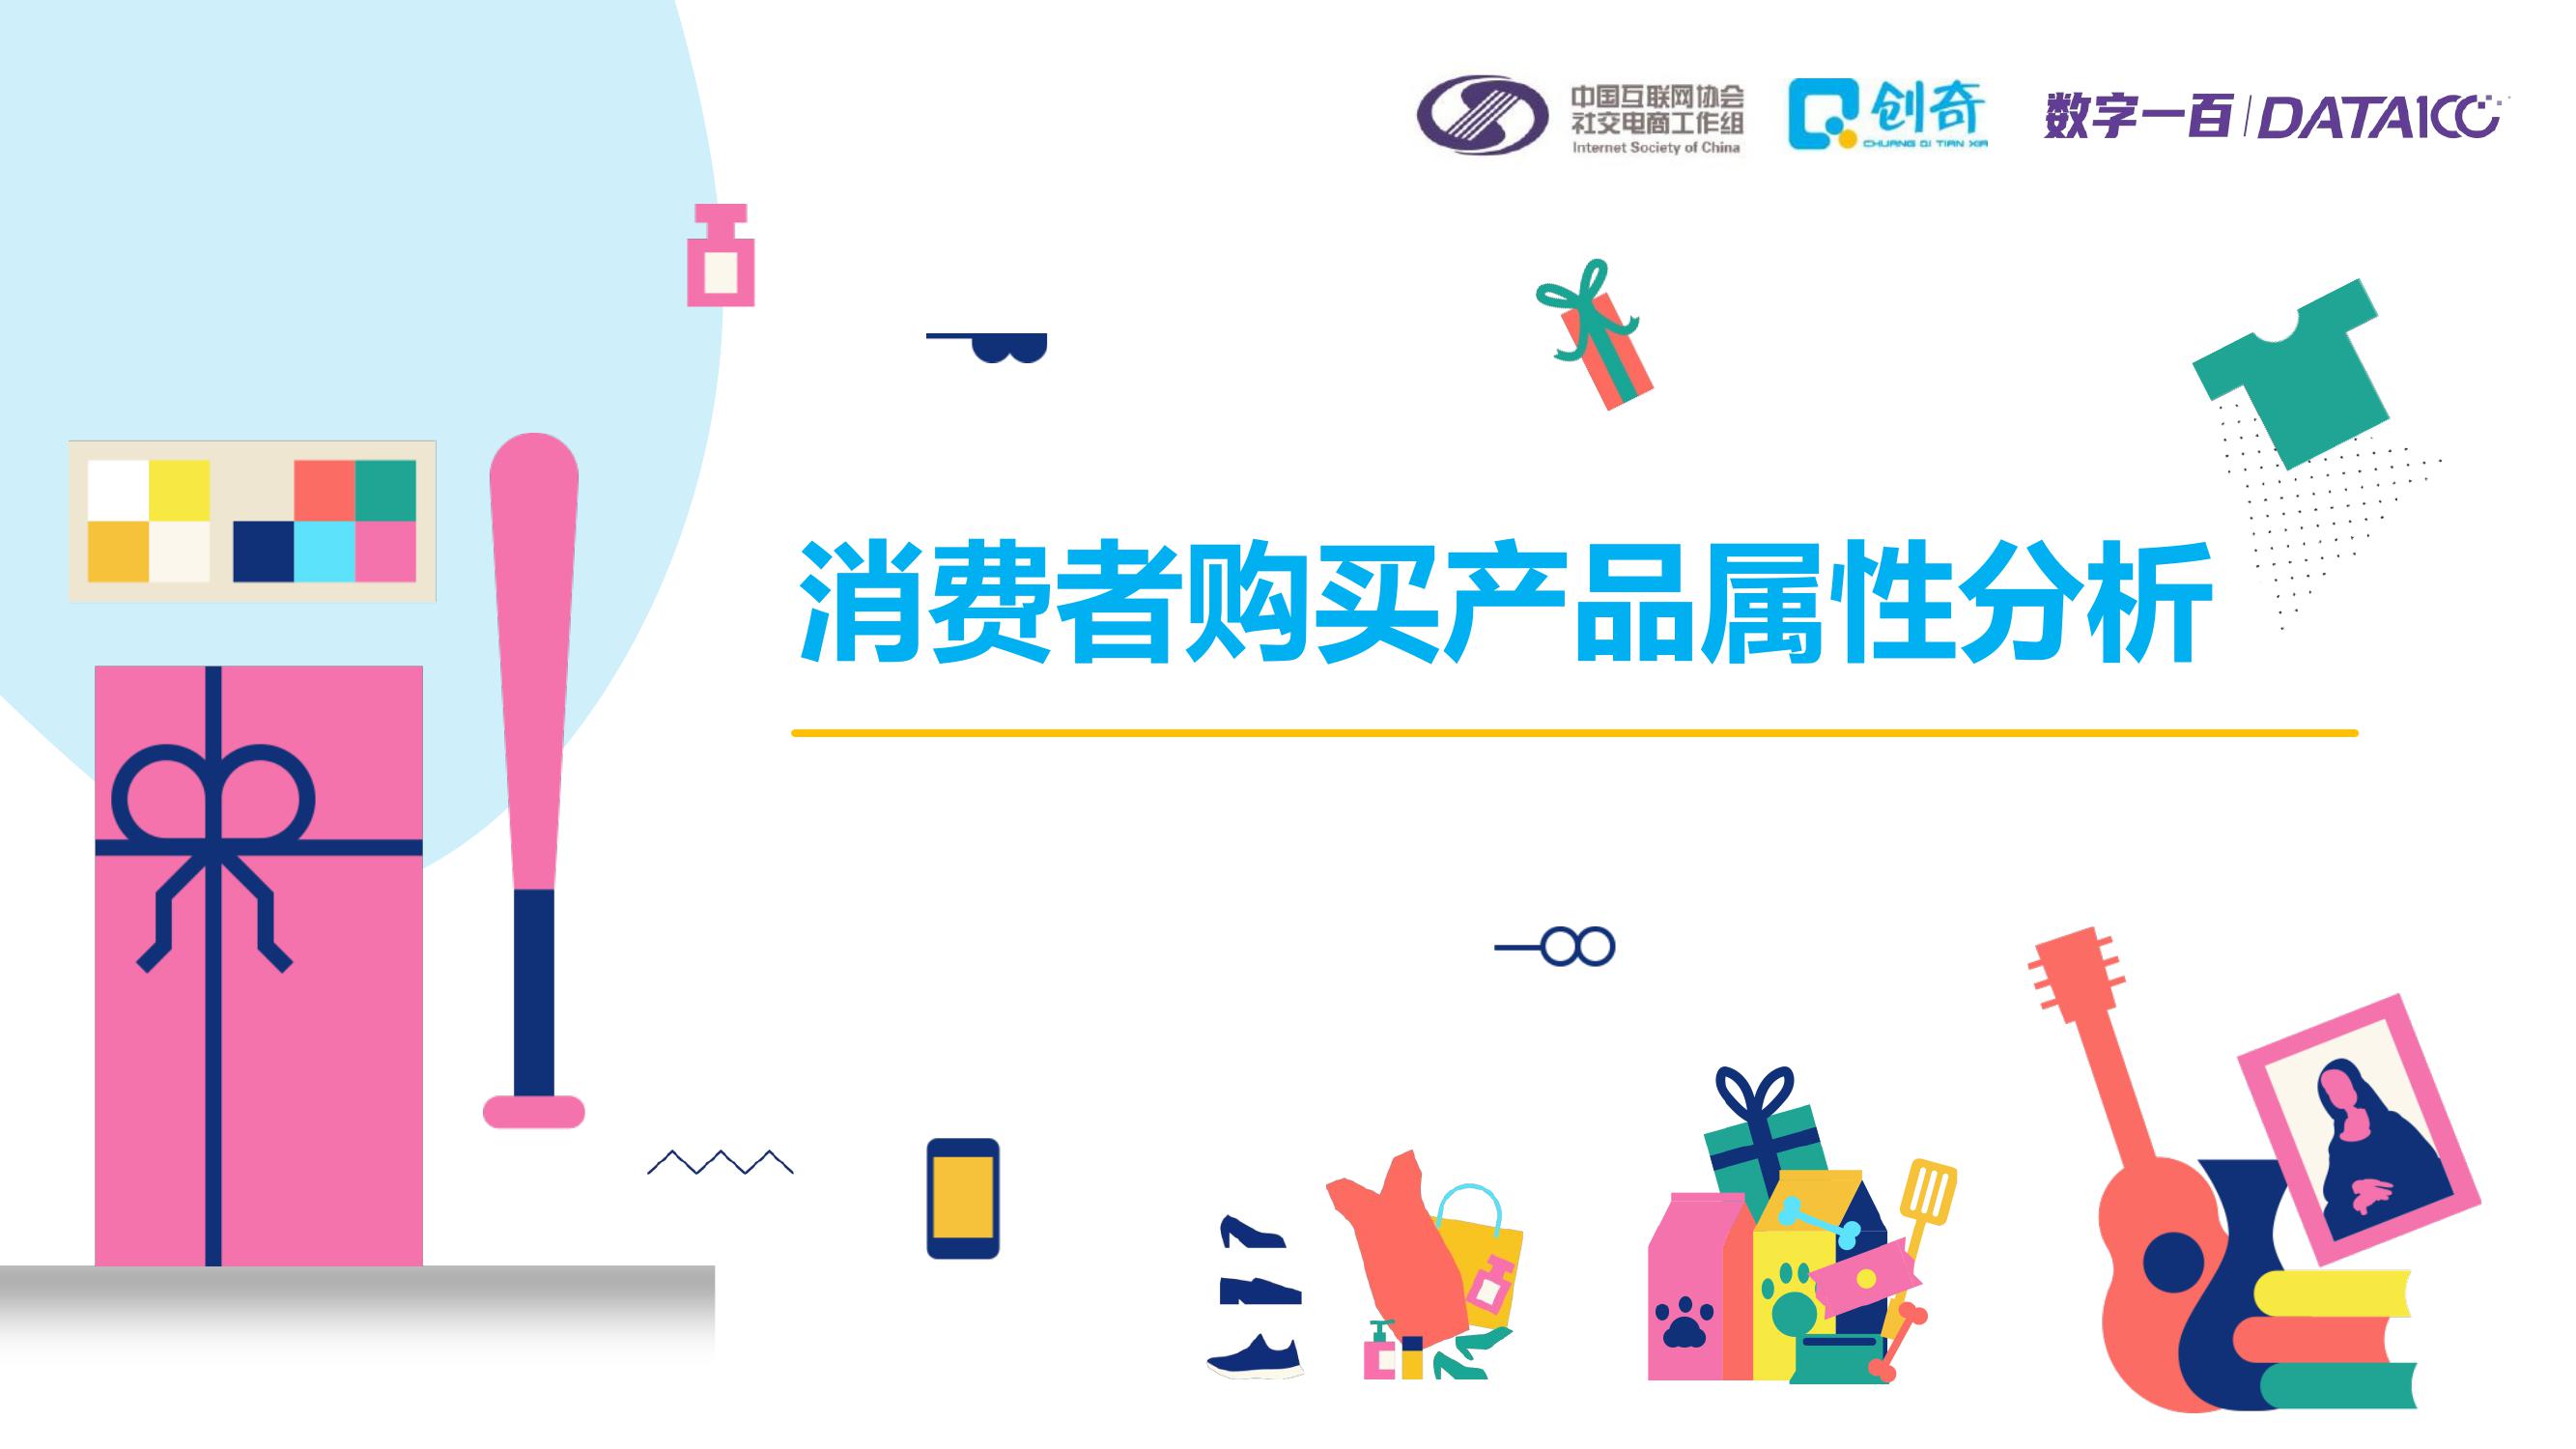 中国互联网协会
社交电商工作组
Internet Society of China
创奇
CHUANG QI TIAN XIA
数字一百 DATA100
消费者购买产品属性分析